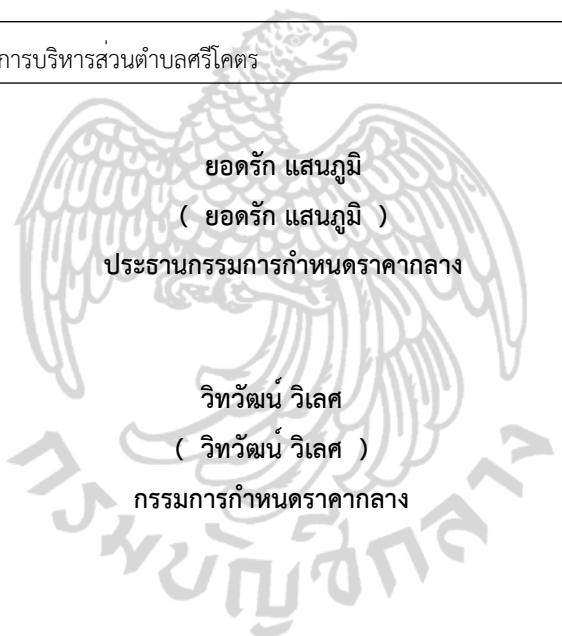 การบริหารส่วนตำบลศรีโคตร
ยอดรัก แสนภูมิ
( ยอดรัก แสนภูมิ )
ประธานกรรมการกำหนดราคากลาง
วิทวัฒน์ วิเลศ
( วิทวัฒน์ วิเลศ )
กรรมการกำหนดราคากลาง
กรมบัญชีกลาง